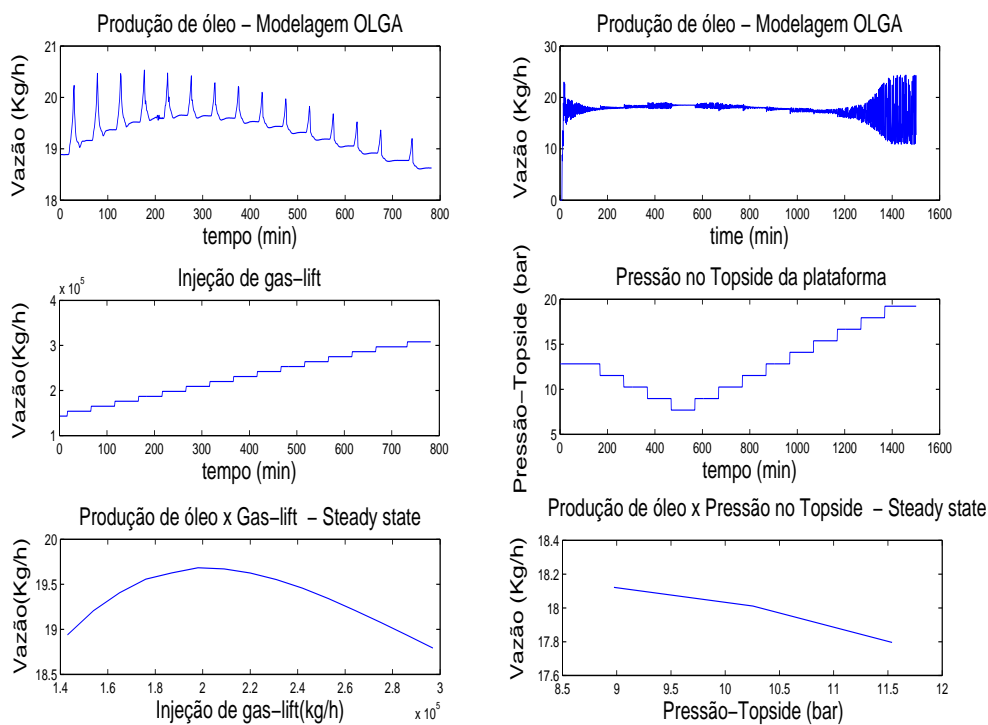 Produção de óleo – Modelagem OLGA
Vazão (Kg/h)
21
20
19
18
0 100 200 300 400 500 600 700 800
tempo (min)
Produção de óleo – Modelagem OLGA
Vazão (Kg/h)
30
20
10
0
0 200 400 600 800 1000 1200 1400 1600
time (min)
Injeção de gas–lift
x 10^5
Vazão(Kg/h)
4
3
2
1
0 100 200 300 400 500 600 700 800
tempo (min)
Pressão no Topside da plataforma
Pressão–Topside (bar)
20
15
10
5
0 200 400 600 800 1000 1200 1400 1600
tempo (min)
Produção de óleo x Gas–lift – Steady state
Vazão(Kg/h)
20
19.5
19
18.5
1.4 1.6 1.8 2 2.2 2.4 2.6 2.8 3
x 10^5
Injeção de gas–lift(kg/h)
Produção de óleo x Pressão no Topside – Steady state
Vazão (Kg/h)
18.4
18.2
18
17.8
17.6
8.5 9 9.5 10 10.5 11 11.5 12
Pressão–Topside (bar)